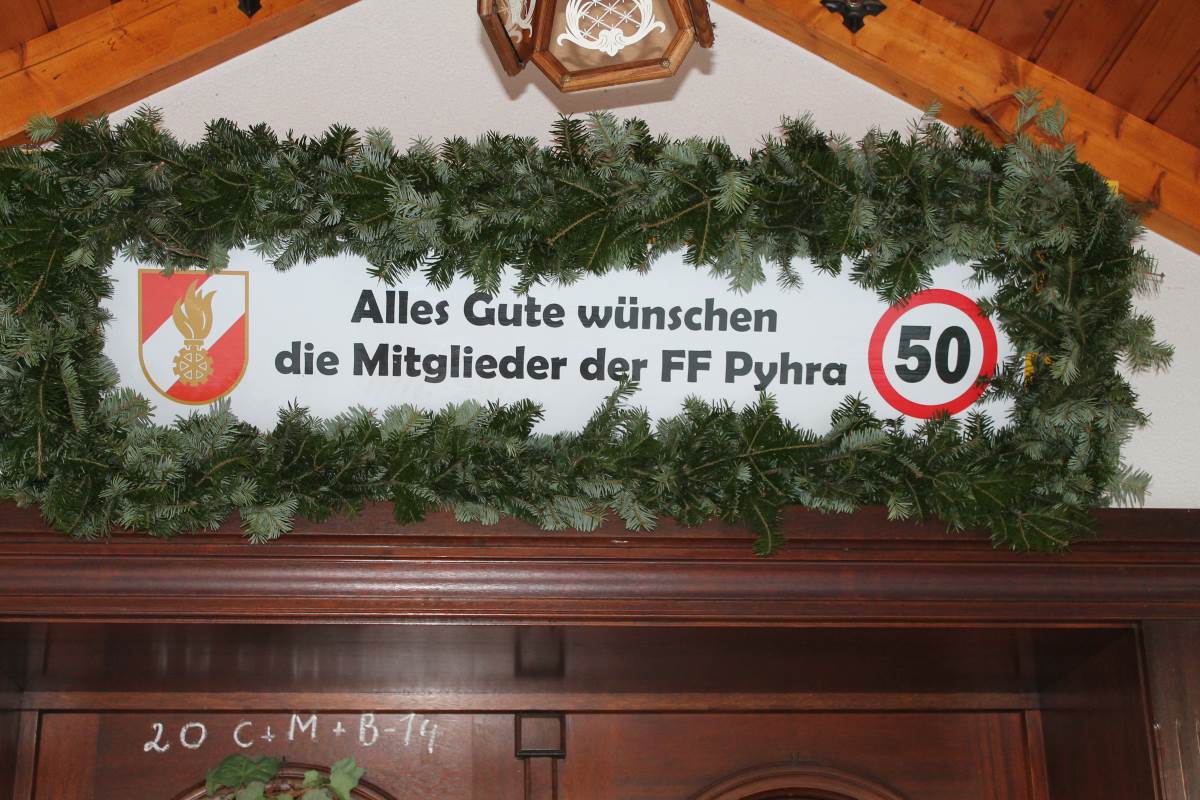 Alles Gute wünschen
die Mitglieder der FF Pyhra
50
20 C+M+B-14